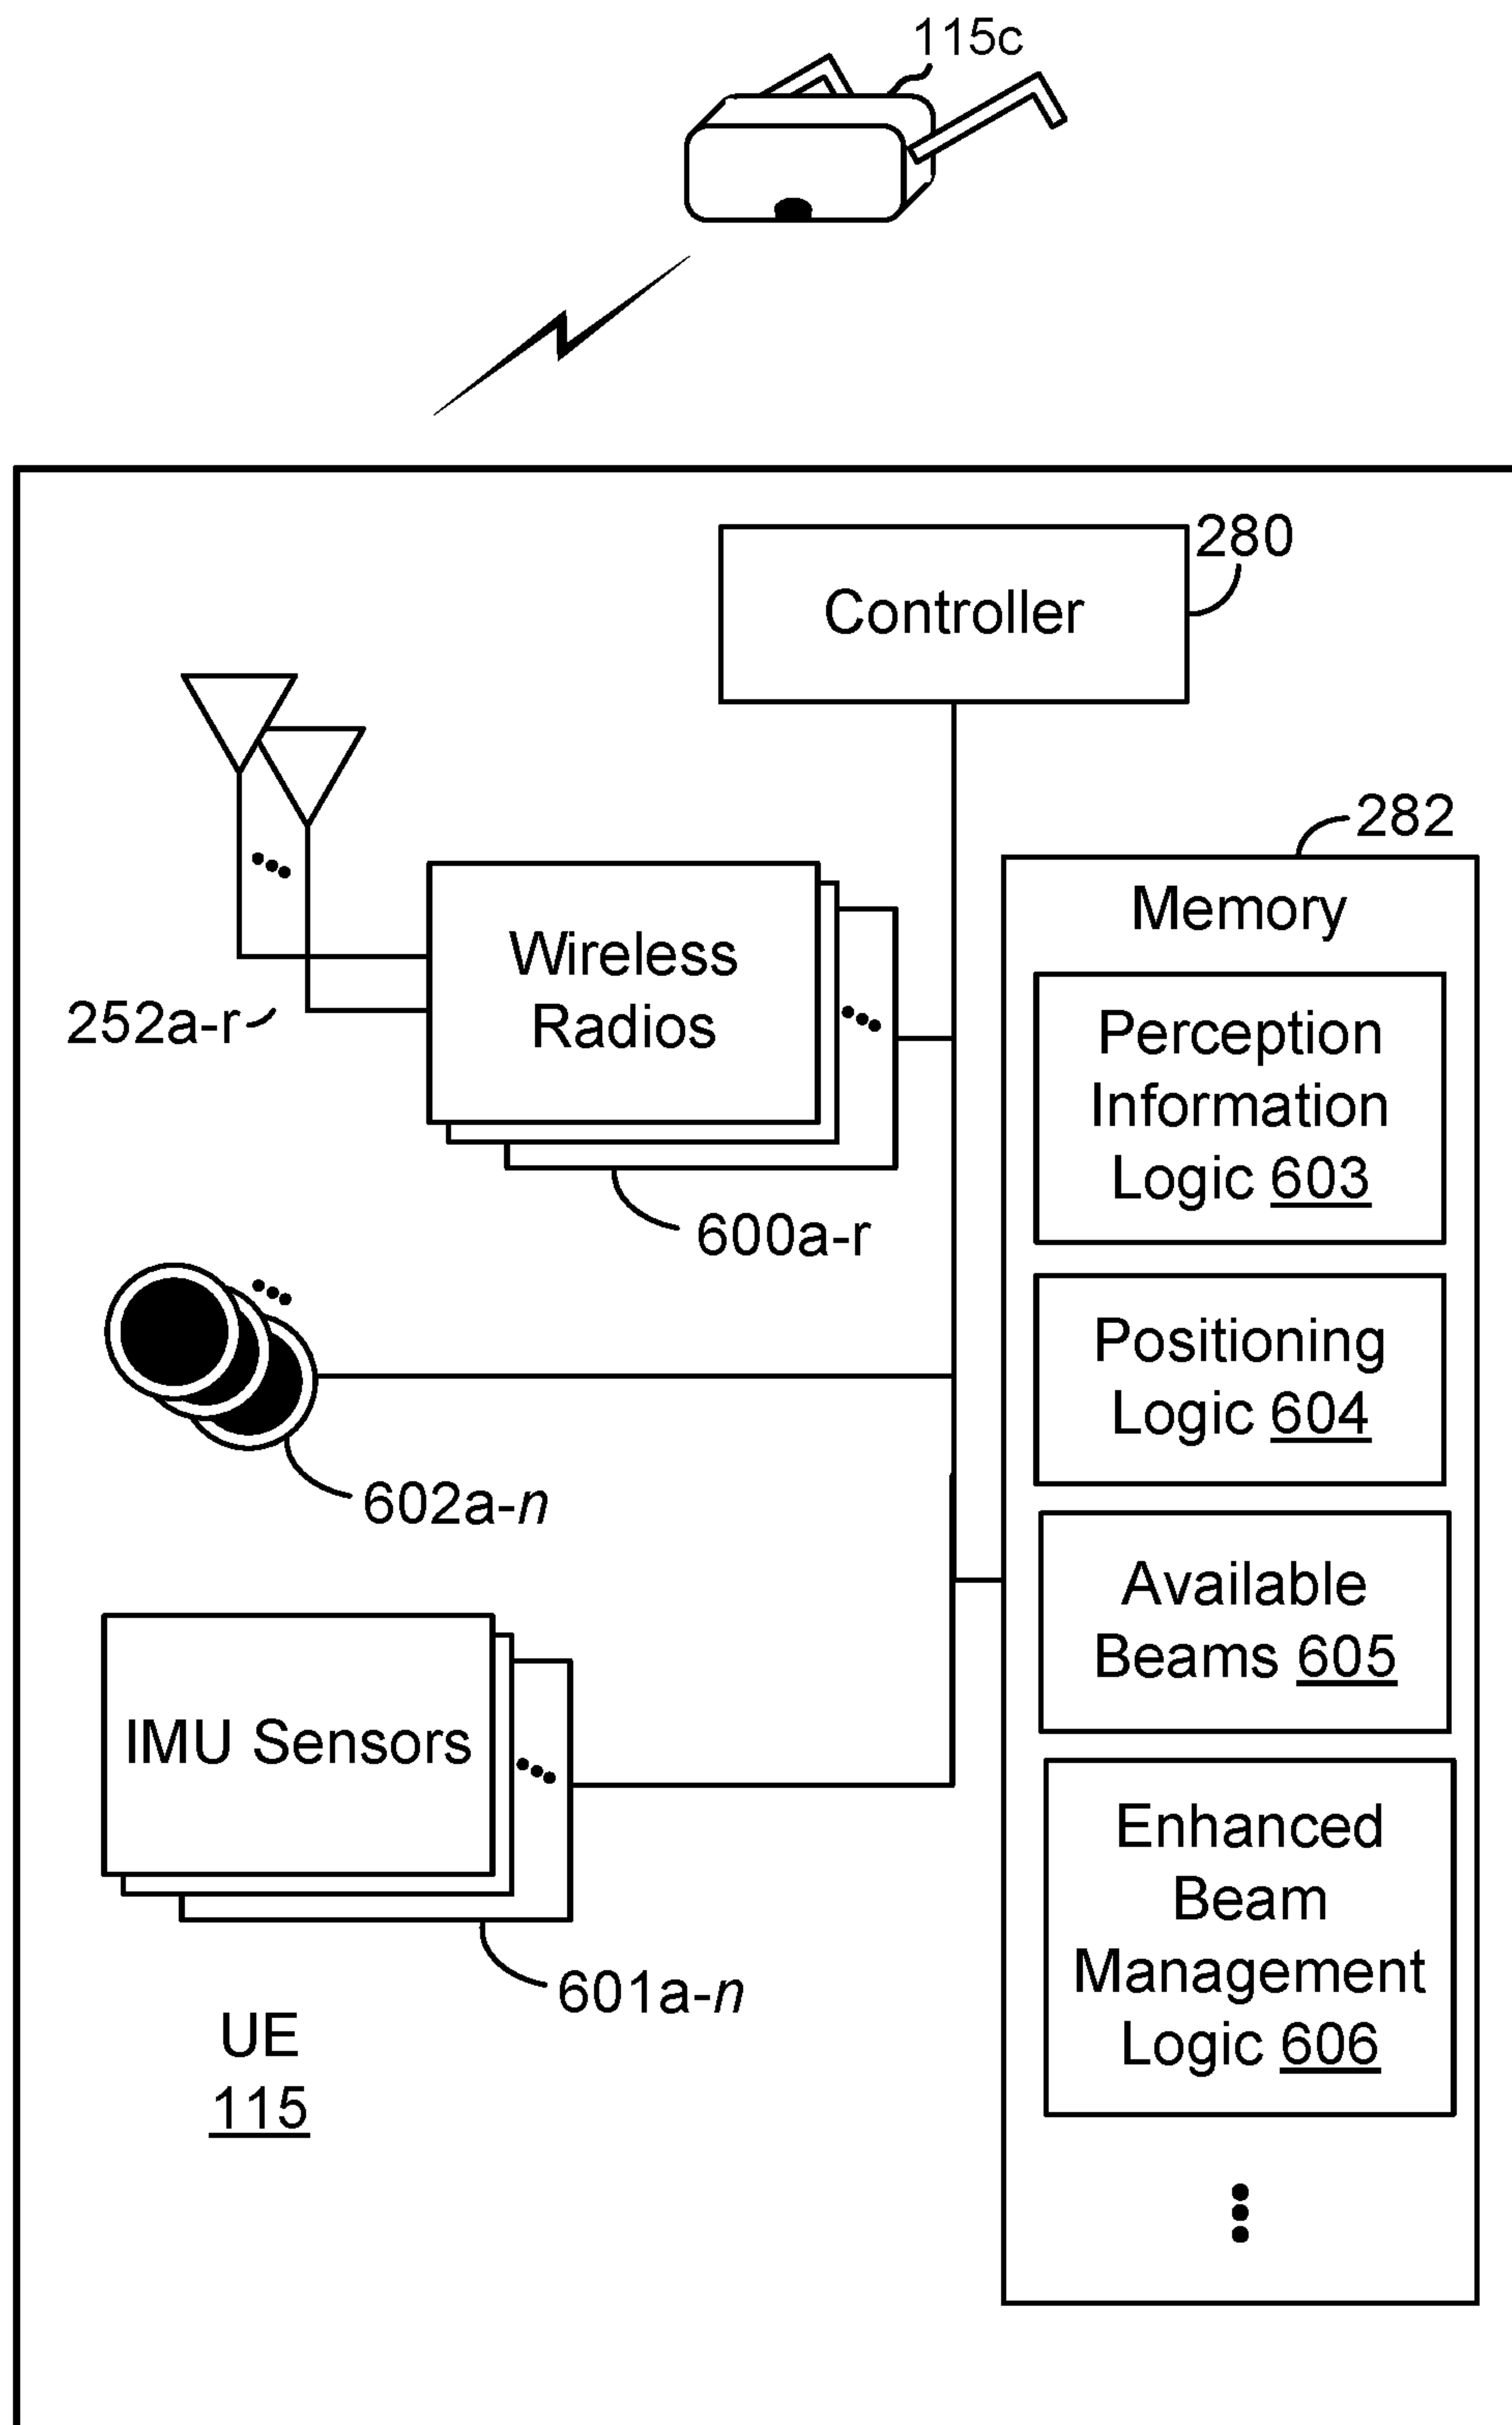 115c
280
Controller
282
Memory
Wireless
Radios
252a-r
Perception
Information
Logic 603
600a-r
Positioning
Logic 604
602a-n
Available
Beams 605
IMU Sensors
Enhanced
Beam
Management
Logic 606
601a-n
UE
115